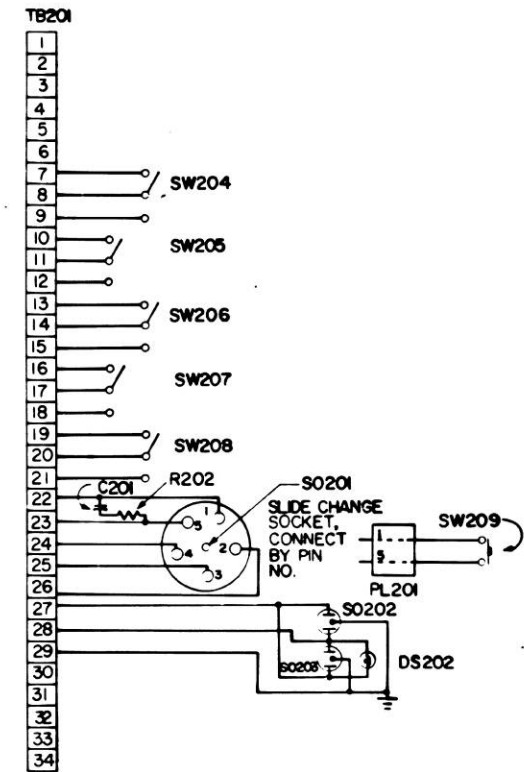 TB201
1
2
3
4
5
6
7
8
SW204
9
10
11
SW205
12
13
14
SW206
15
16
17
SW207
18
19
20
SW208
21
C201
R202
SO201
22
1
SLIDE CHANGE
SOCKET,
CONNECT
BY PIN
NO.
23
5
24
4
2
25
3
26
1
5
SW209
PL201
27
SO202
28
29
SO203
DS202
30
31
32
33
34